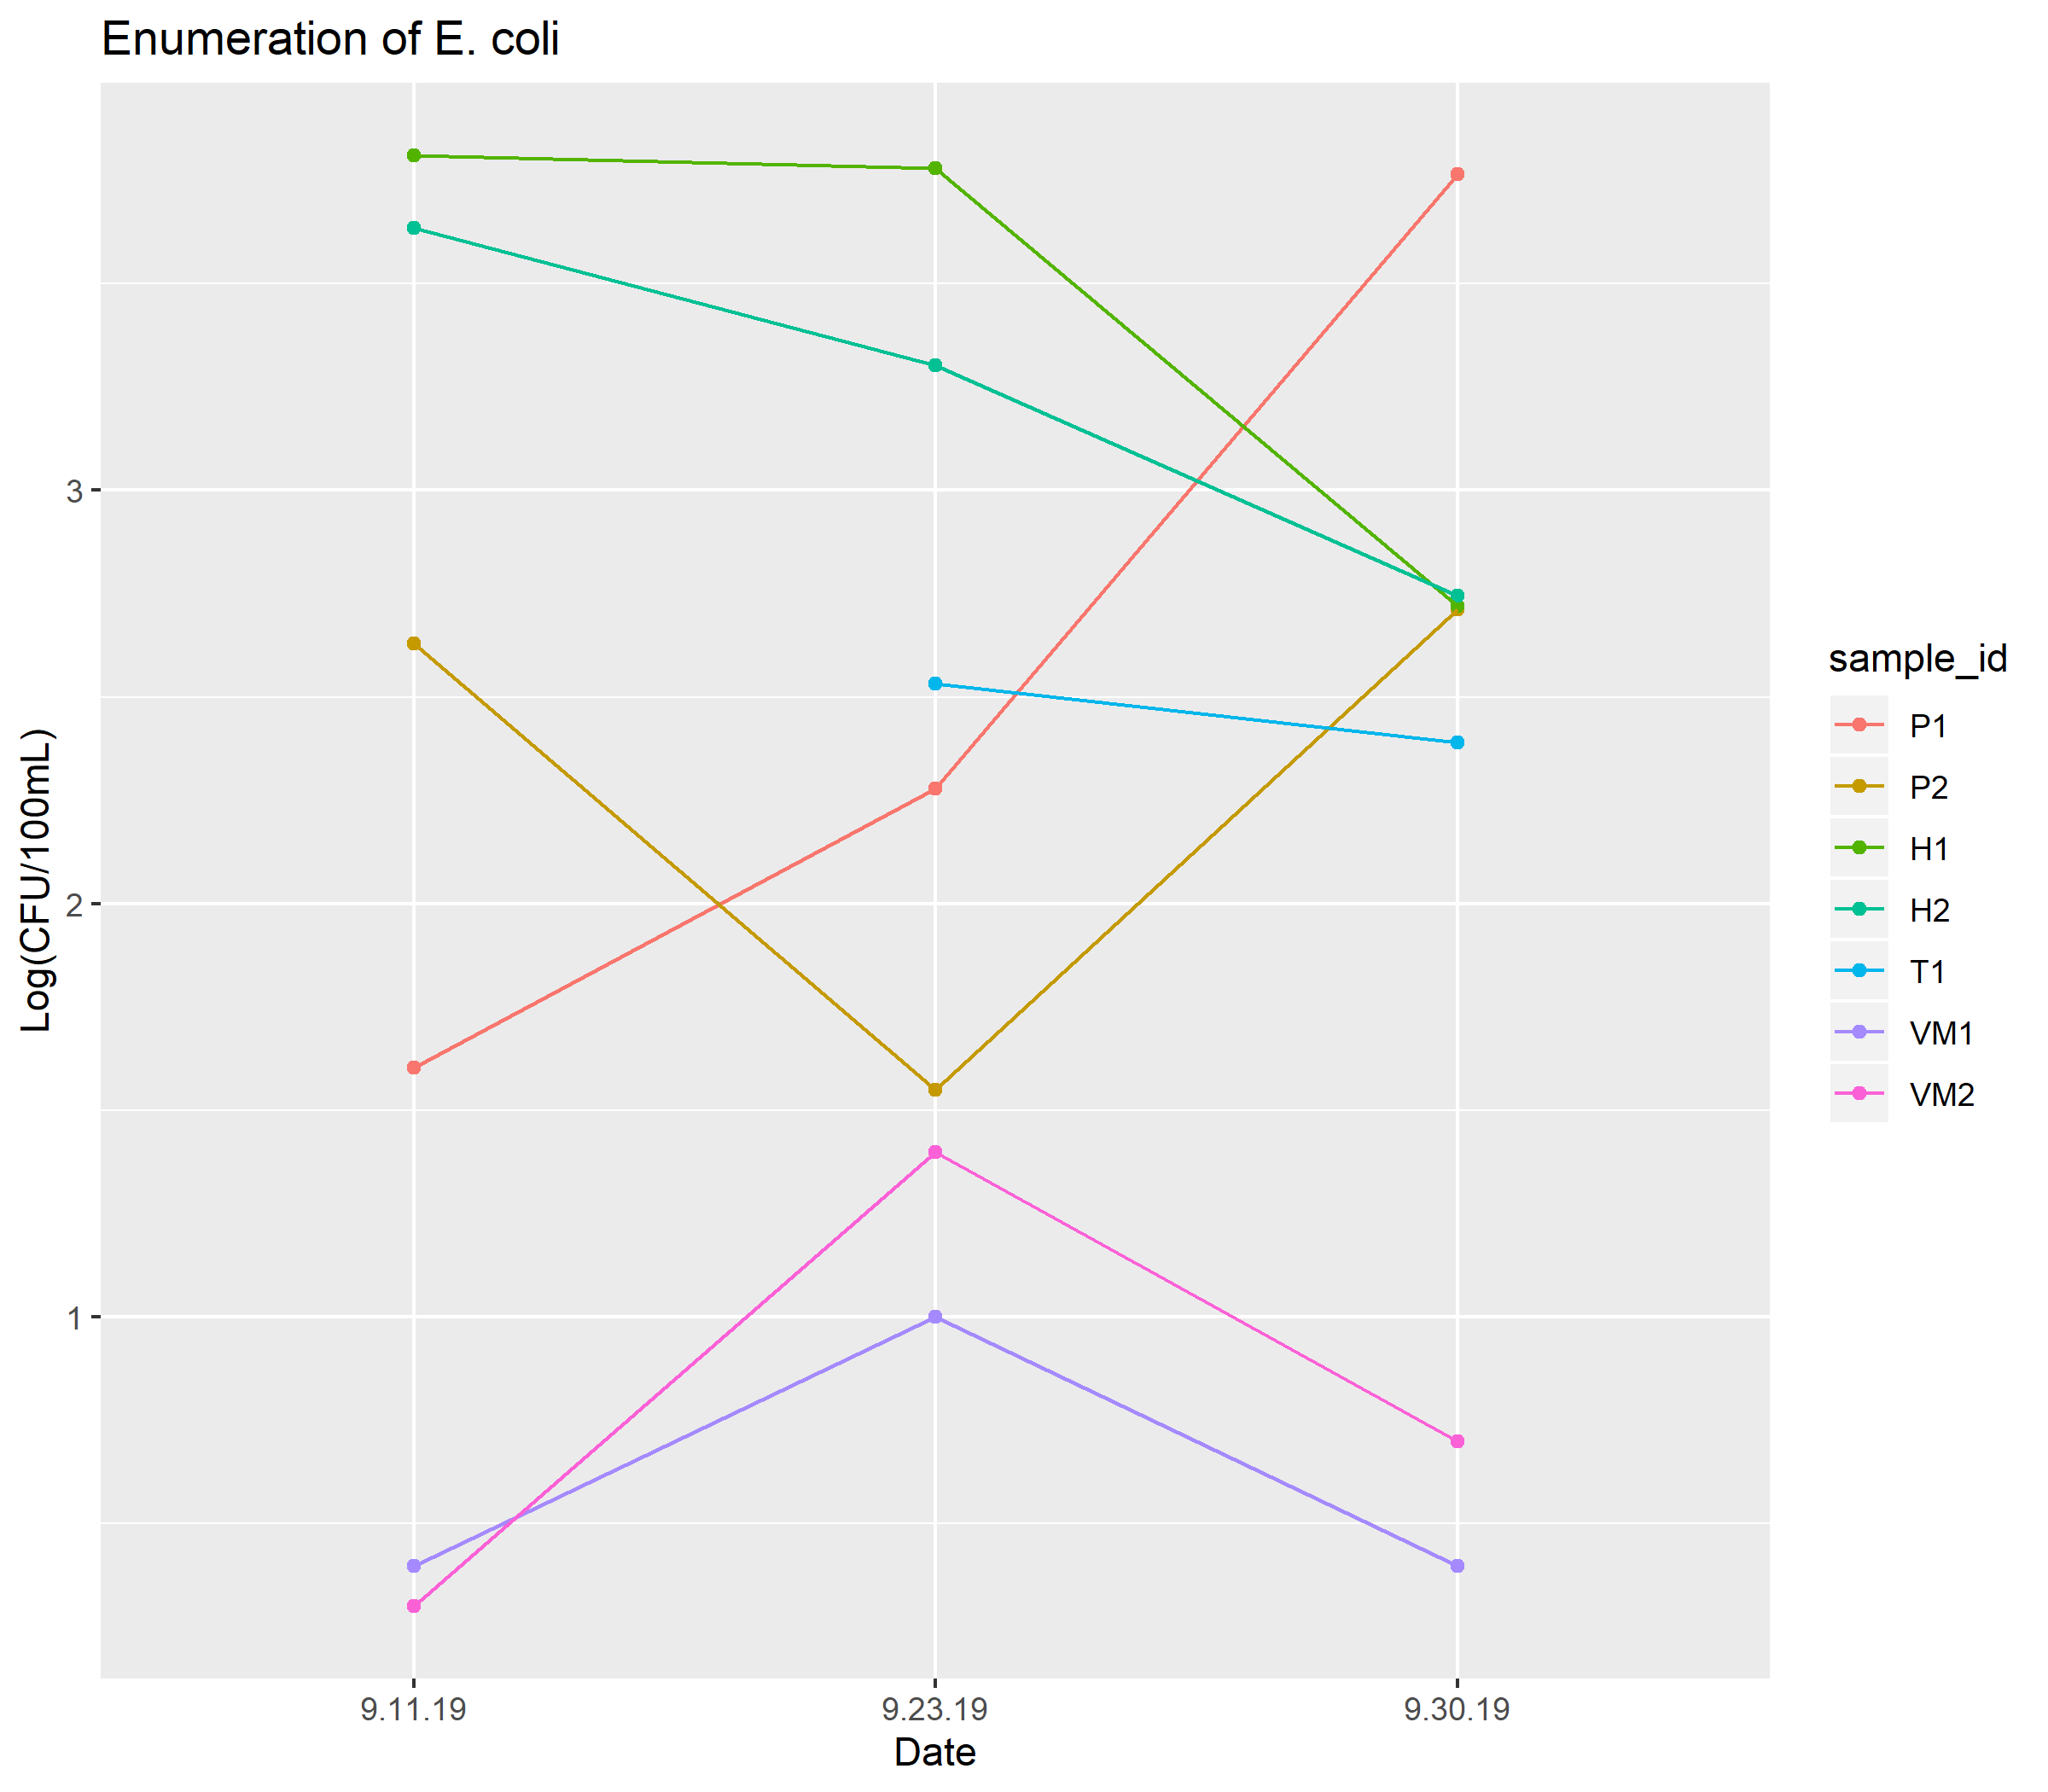 Enumeration of E. coli
Log(CFU/100mL)
3
2
1
9.11.19
9.23.19
9.30.19
Date
sample_id
P1
P2
H1
H2
T1
VM1
VM2